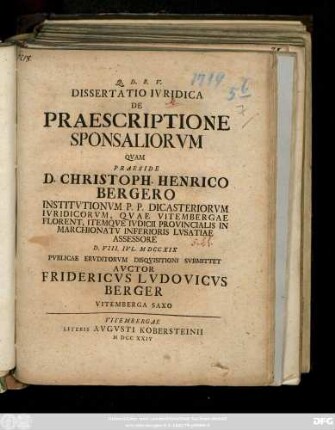 1719
56
7
Q. D. B. V.
DISSERTATIO IVRIDICA
DE
PRAESCRIPTIONE
SPONSALIORVM
QVAM
PRAESIDE
D. CHRISTOPH. HENRICO
BERGERO
INSTITVTIONVM P. P. DICASTERIORVM
IVRIDICORVM, QVAE VITEMBERGAE
FLORENT, ITEMQVE IVDICII PROVINCIALIS IN
MARCHIONATV INFERIORIS LVSATIAE
ASSESSORE
D. VIII. IVL. MDCCXIX
PVBLICAE ERVDITORVM DISQVISITIONI SVBMITTET
AVCTOR
FRIDERICVS LVDOVICVS
BERGER
VITEMBERGA SAXO
VITEMBERGAE
LITERIS AVGVSTI KOBERSTEINII
M DCC XXIV